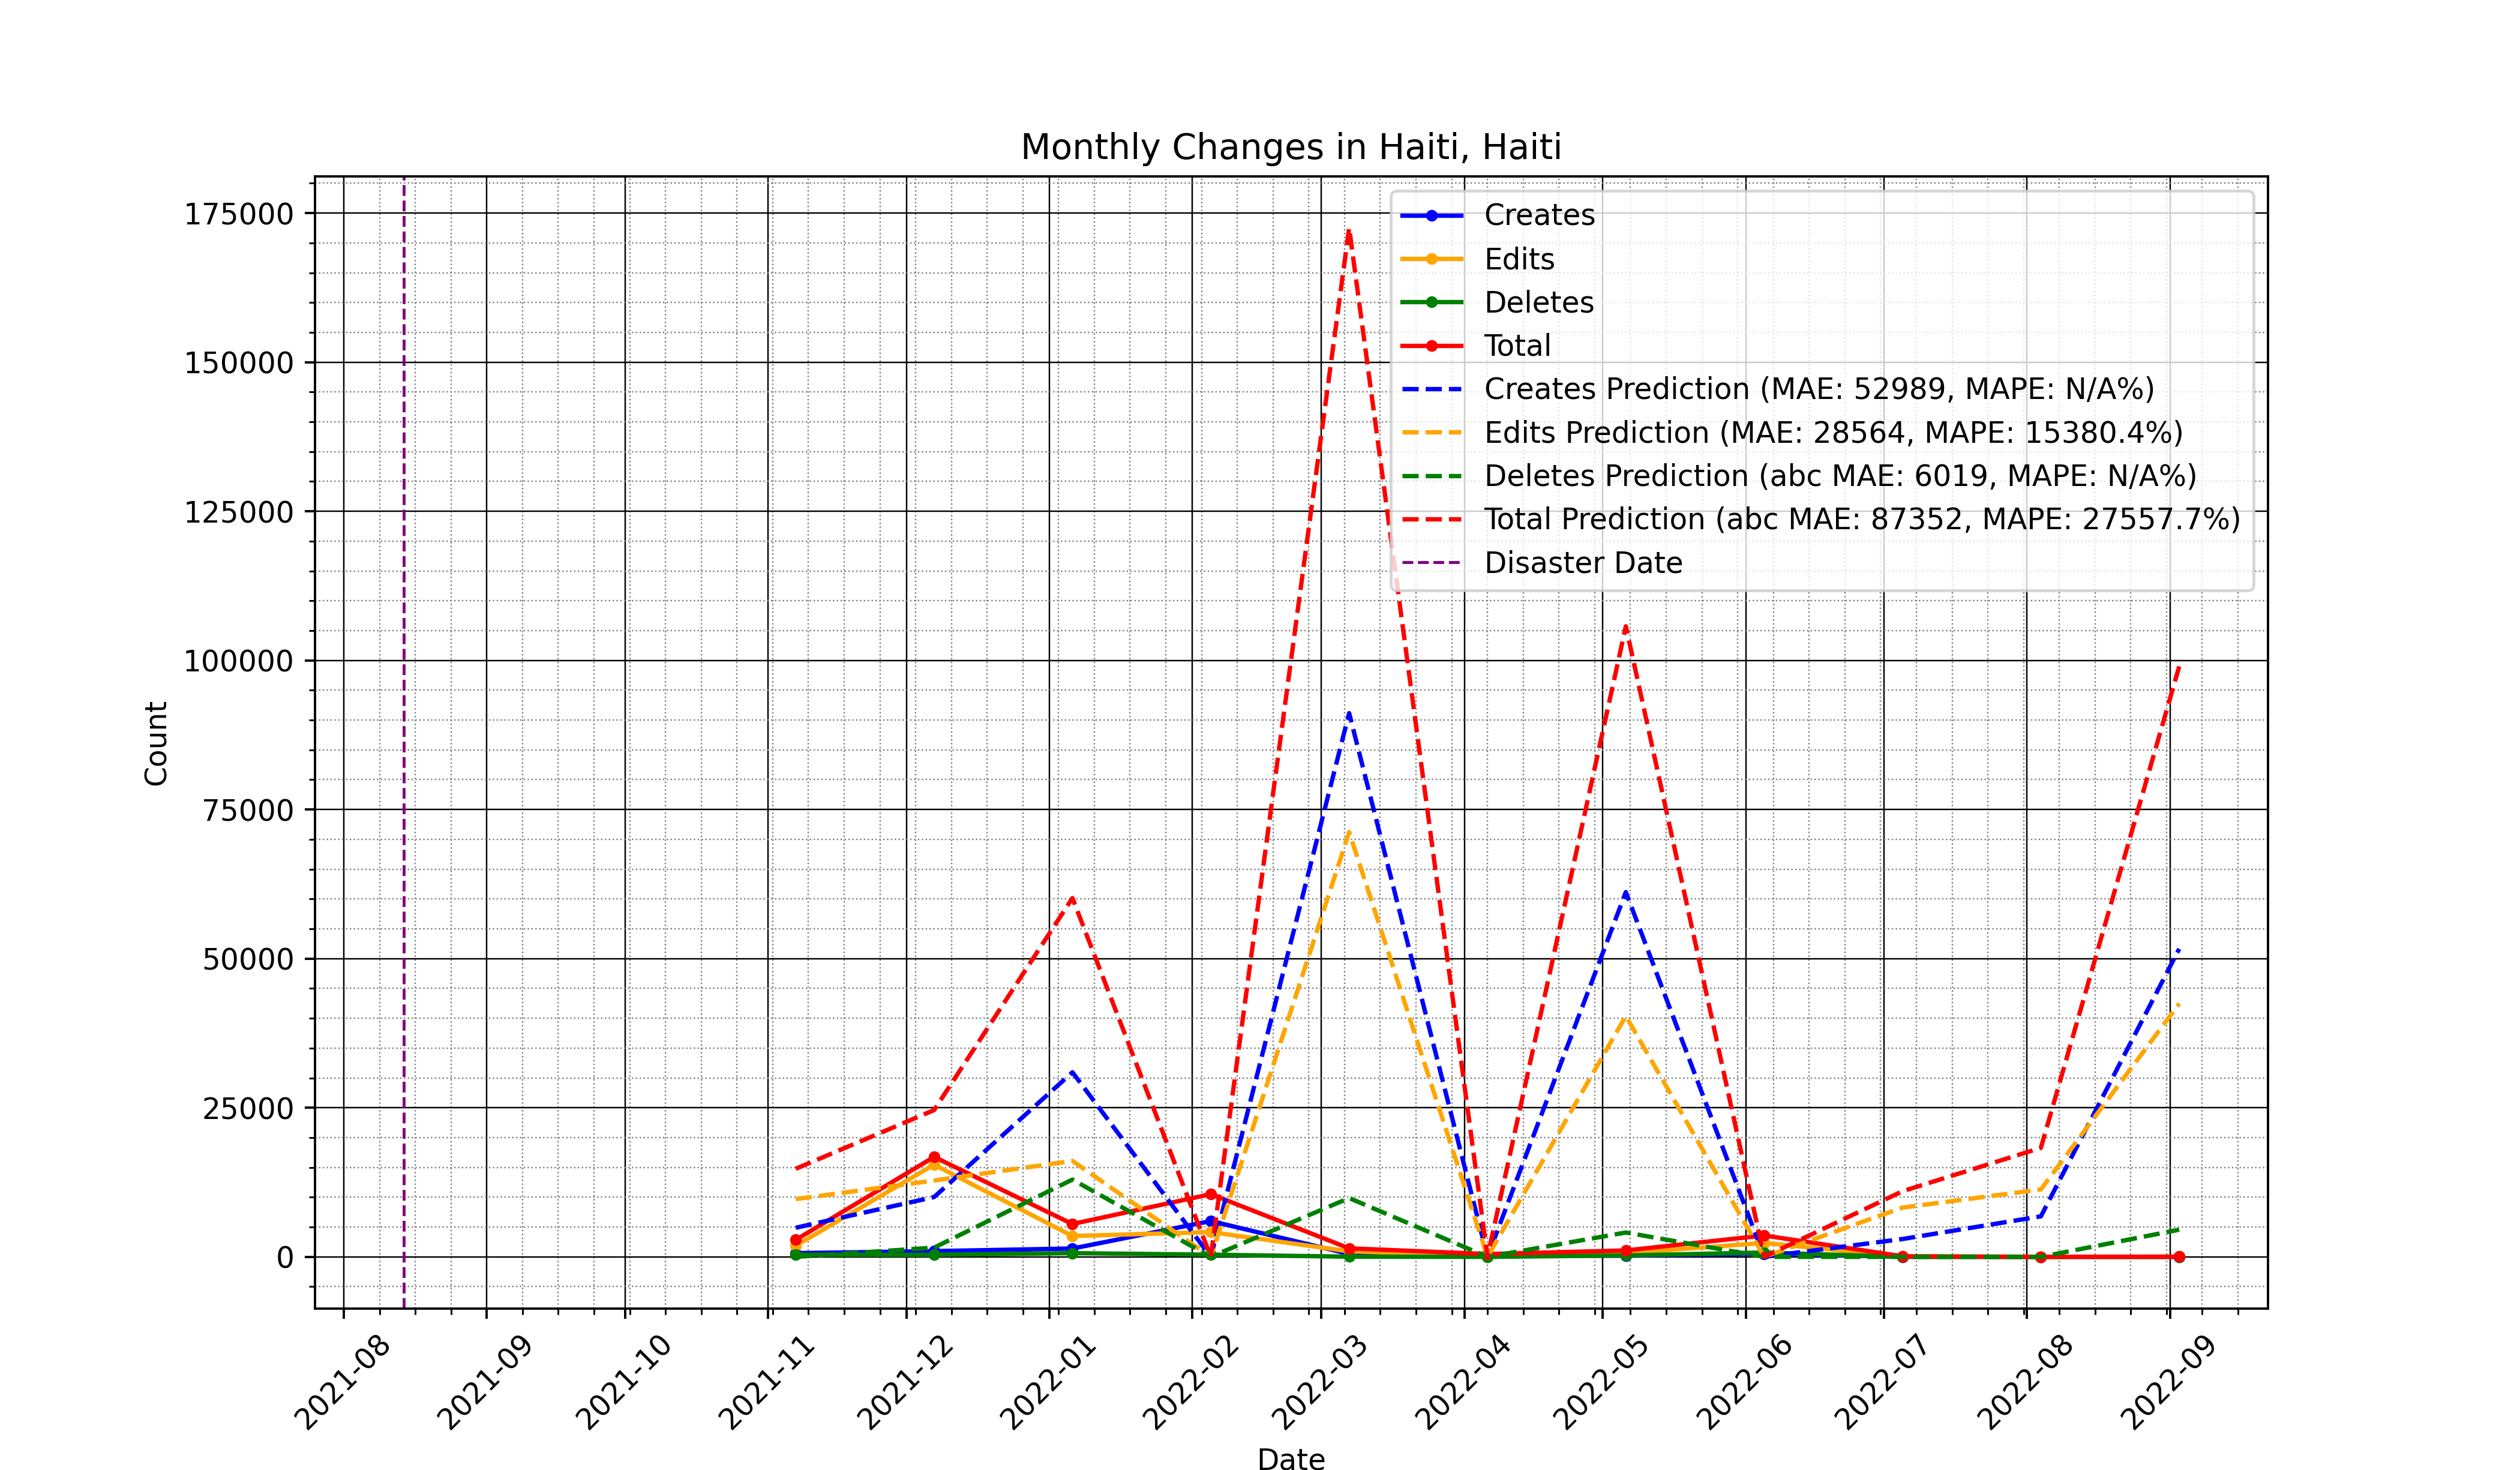 Monthly Changes in Haiti, Haiti
175000
150000
125000
100000
75000
50000
25000
0
Count
Creates
Edits
Deletes
Total
Creates Prediction (MAE: 52989, MAPE: N/A%)
Edits Prediction (MAE: 28564, MAPE: 15380.4%)
Deletes Prediction (abc MAE: 6019, MAPE: N/A%)
Total Prediction (abc MAE: 87352, MAPE: 27557.7%)
Disaster Date
2021-08
2021-09
2021-10
2021-11
2021-12
2022-01
2022-02
2022-03
2022-04
2022-05
2022-06
2022-07
2022-08
2022-09
Date